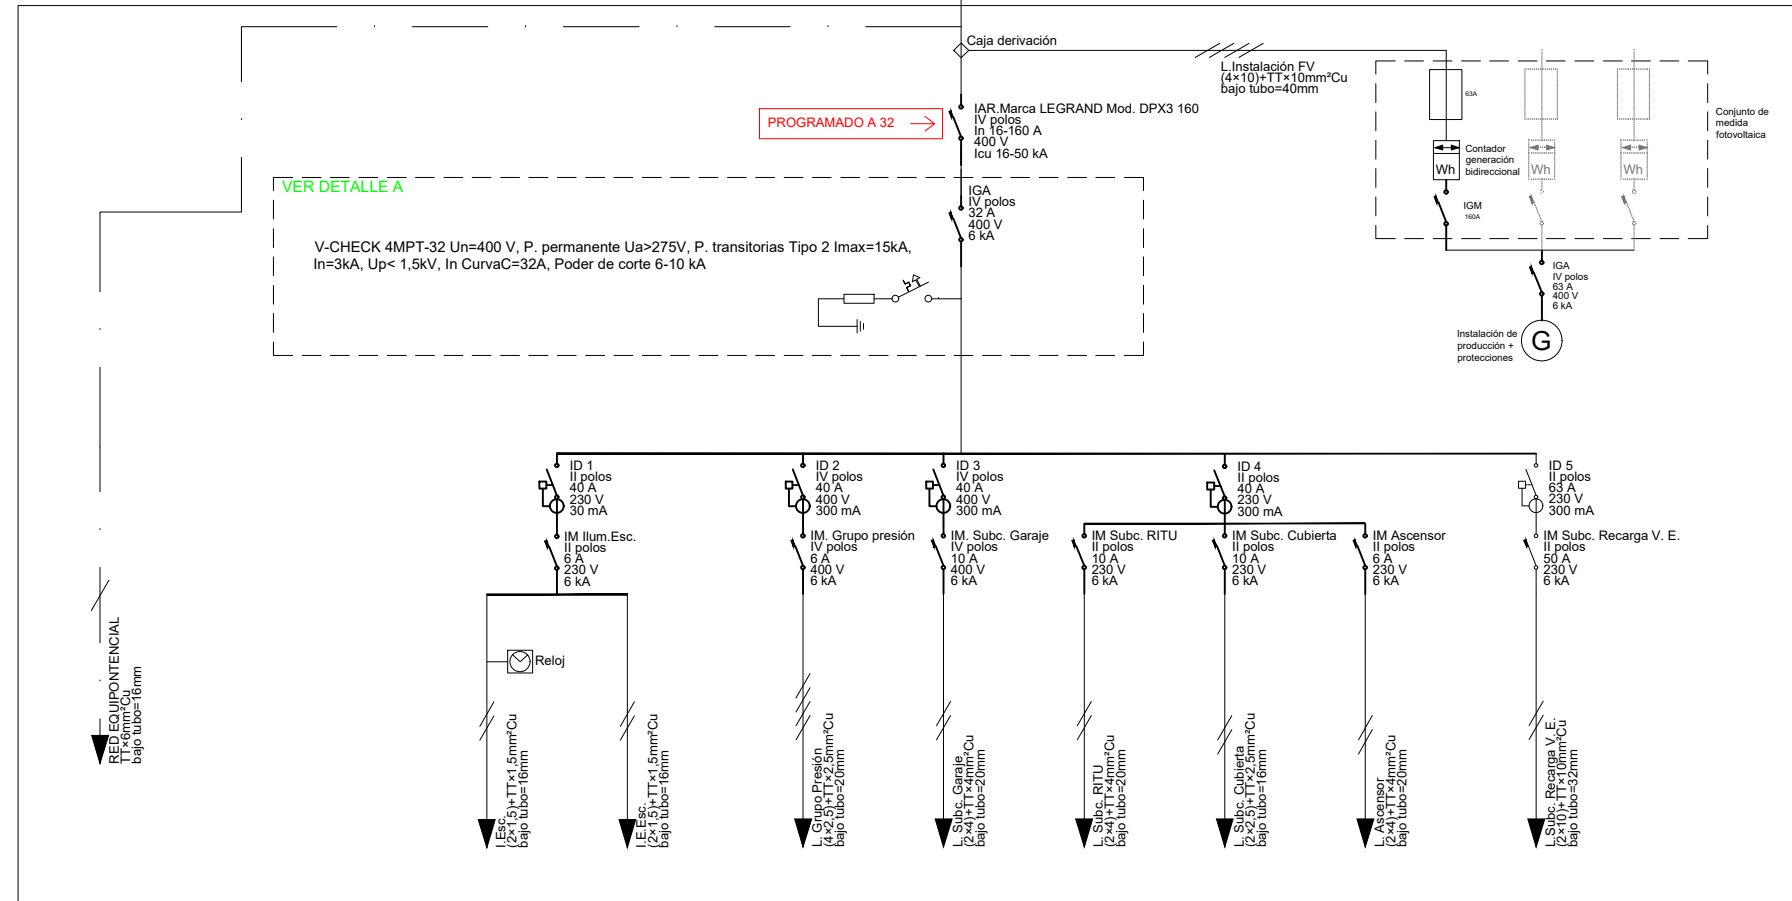 Caja derivación
L.Instalación FV
(4×10)+TT×10mm²Cu
bajo tubo=40mm
63A
Conjunto de
medida
fotovoltaica
Contador
generación
bidireccional
Wh
Wh
Wh
IGM
160A
IGA
IV polos
63 A
400 V
6 kA
Instalación de
producción +
protecciones
G
PROGRAMADO A 32
IAR.Marca LEGRAND Mod. DPX3 160
IV polos
In 16-160 A
400 V
Icu 16-50 kA
VER DETALLE A
IGA
IV polos
32 A
400 V
6 kA
V-CHECK 4MPT-32 Un=400 V, P. permanente Ua>275V, P. transitorias Tipo 2 Imax=15kA,
In=3kA, Up< 1,5kV, In CurvaC=32A, Poder de corte 6-10 kA
ID 1
II polos
40 A
230 V
30 mA
ID 2
IV polos
40 A
400 V
300 mA
ID 3
IV polos
40 A
400 V
300 mA
ID 4
II polos
40 A
230 V
300 mA
ID 5
II polos
63 A
230 V
300 mA
IM Ilum.Esc.
II polos
6 A
230 V
6 kA
IM. Grupo presión
IV polos
6 A
400 V
6 kA
IM. Subc. Garaje
IV polos
10 A
400 V
6 kA
IM Subc. RITU
II polos
10 A
230 V
6 kA
IM Subc. Cubierta
II polos
10 A
230 V
6 kA
IM Ascensor
II polos
6 A
230 V
6 kA
IM Subc. Recarga V. E.
II polos
50 A
230 V
6 kA
Reloj
RED EQUIPONTENCIAL
TT×6mm²Cu
bajo tubo=16mm
I.Esc.
(2×1,5)+TT×1,5mm²Cu
bajo tubo=16mm
I.E.Esc.
(2×1,5)+TT×1,5mm²Cu
bajo tubo=16mm
L. Grupo Presión
(4×2,5)+TT×2,5mm²Cu
bajo tubo=20mm
L. Subc. Garaje
(2×4)+TT×4mm²Cu
bajo tubo=20mm
L. Subc. RITU
(2×4)+TT×4mm²Cu
bajo tubo=20mm
L. Subc. Cubierta
(2×2,5)+TT×2,5mm²Cu
bajo tubo=16mm
L. Ascensor
(2×4)+TT×4mm²Cu
bajo tubo=20mm
L.Subc. Recarga V. E.
(2×10)+TT×10mm²Cu
bajo tubo=32mm